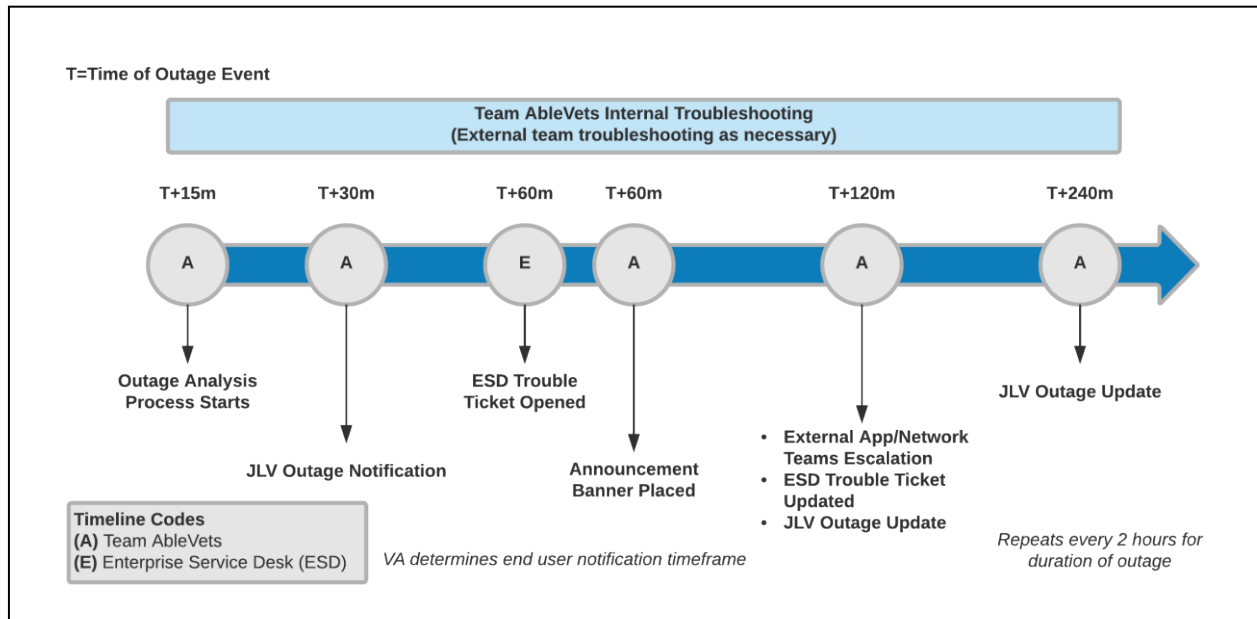 T=Time of Outage Event
Team AbleVets Internal Troubleshooting
(External team troubleshooting as necessary)
T+15m
T+30m
T+60m
T+60m
T+120m
T+240m
A
A
E
A
A
A
Outage Analysis
Process Starts
JLV Outage Notification
ESD Trouble
Ticket Opened
Announcement
Banner Placed
• External App/Network
Teams Escalation
• ESD Trouble Ticket
Updated
• JLV Outage Update
JLV Outage Update
Timeline Codes
(A) Team AbleVets
(E) Enterprise Service Desk (ESD)
VA determines end user notification timeframe
Repeats every 2 hours for
duration of outage